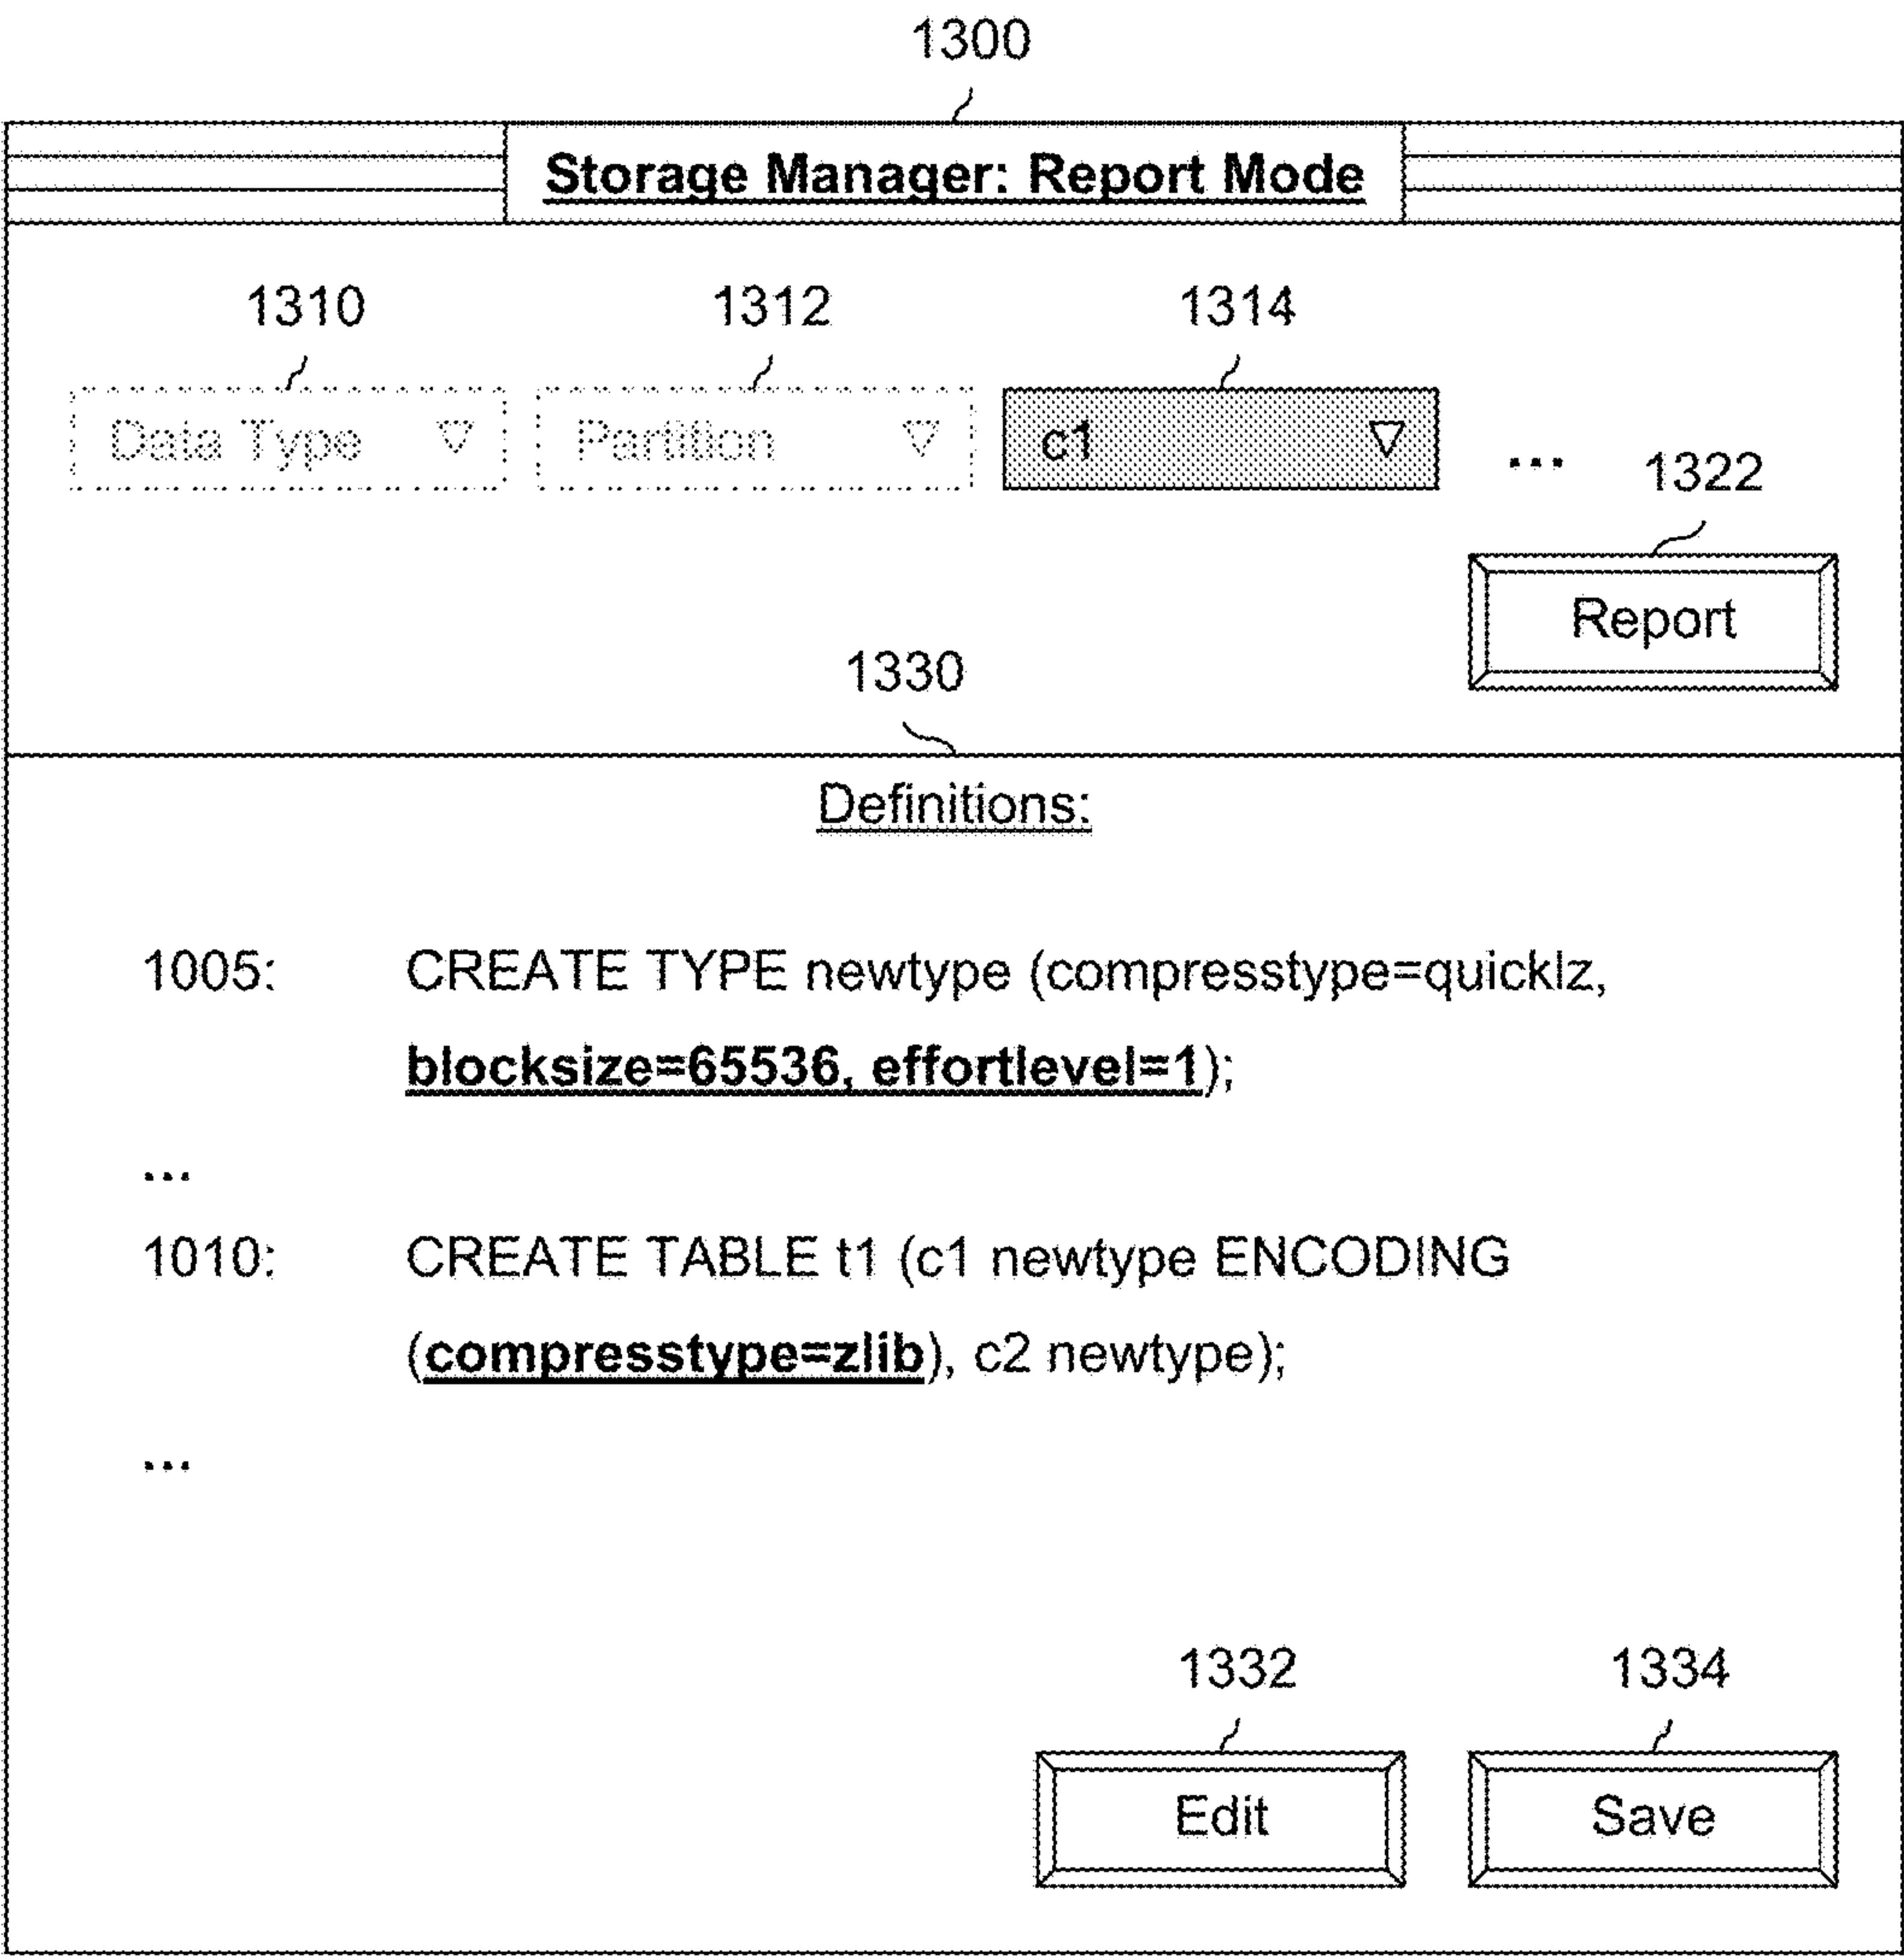 1300
Storage Manager: Report Mode
1310 1312 1314
Data Type Partition c1 ...
1322
Report
1330
Definitions:
1005: CREATE TYPE newtype (compresstype=quicklz,
blocksize=65536, effortlevel=1);
...
1010: CREATE TABLE t1 (c1 newtype ENCODING
(compresstype=zlib), c2 newtype);
...
1332 1334
Edit Save